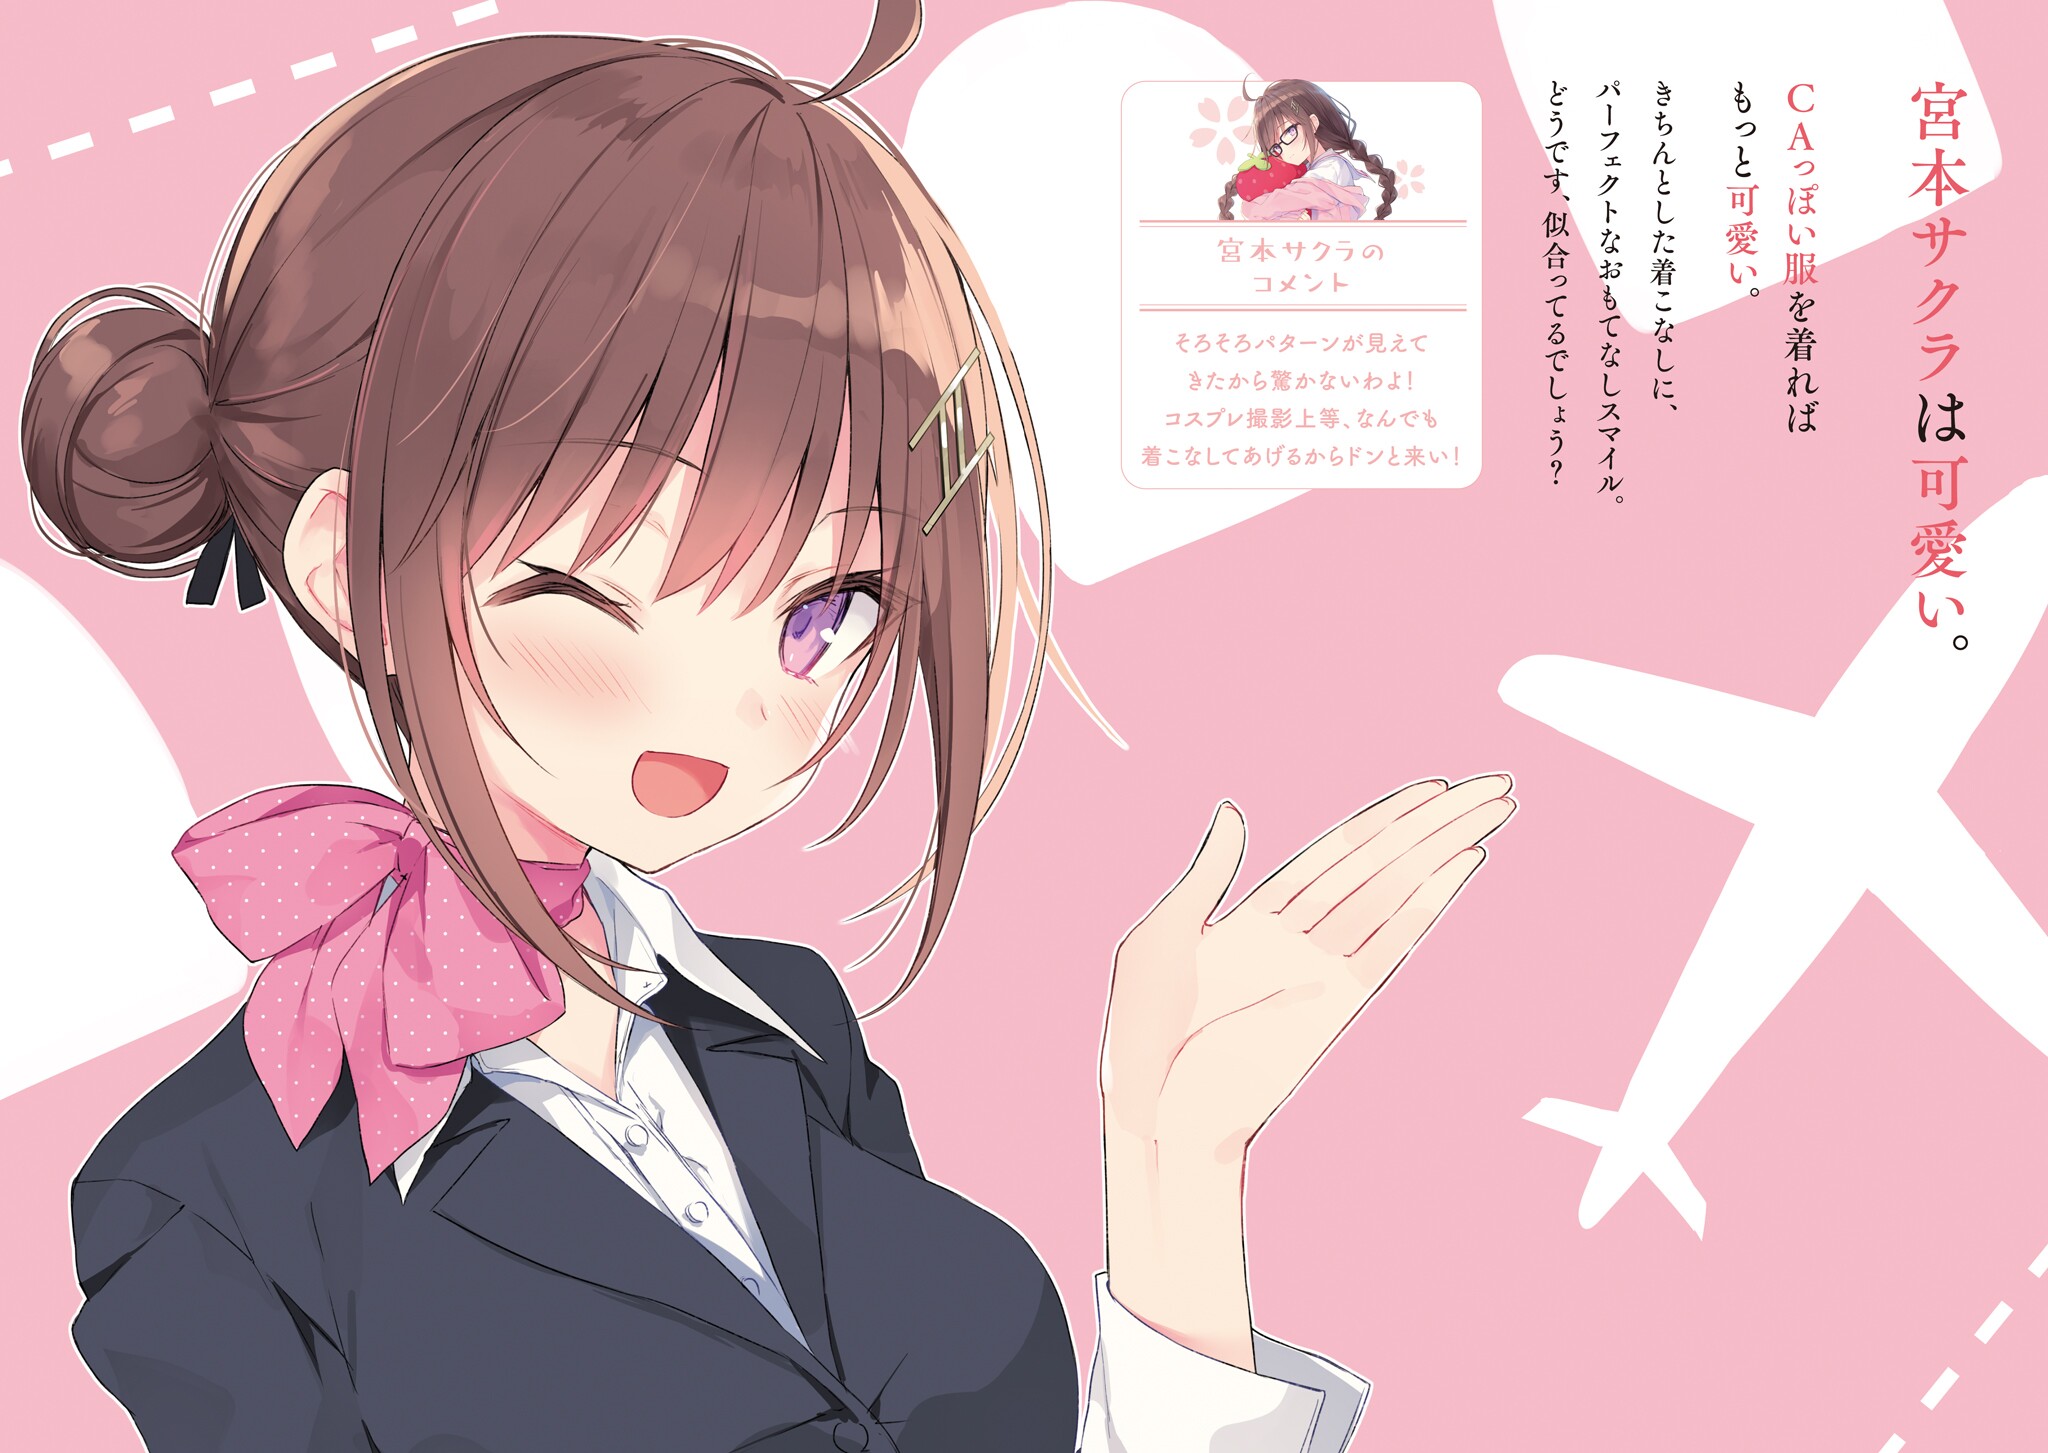 宮本サクラは可愛い。
CAっぽい服を着れば
もっと可愛い。
きちんとした着こなしに、
パーフェクトなおもてなしスマイル。
どうです、似合ってるでしょう？
宮本サクラの
コメント
そろそろパターンが見えて
きたから驚かないわよ！
コスプレ撮影上等、なんでも
着こなしてあげるからドンと来い！